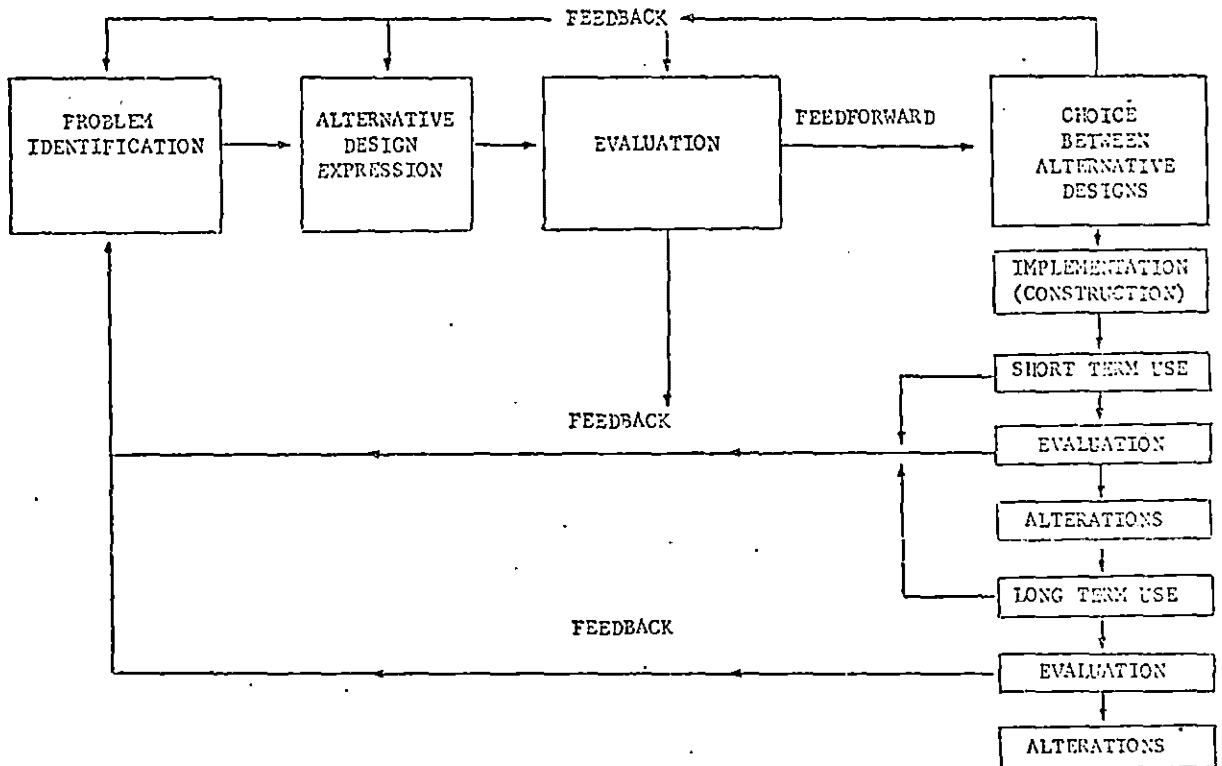 FEEDBACK
PROBLEM
IDENTIFICATION
ALTERNATIVE
DESIGN
EXPRESSION
EVALUATION
FEEDFORWARD
CHOICE
BETWEEN
ALTERNATIVE
DESIGNS
IMPLEMENTATION
(CONSTRUCTION)
SHORT TERM USE
FEEDBACK
EVALUATION
ALTERATIONS
LONG TERM USE
FEEDBACK
EVALUATION
ALTERATIONS